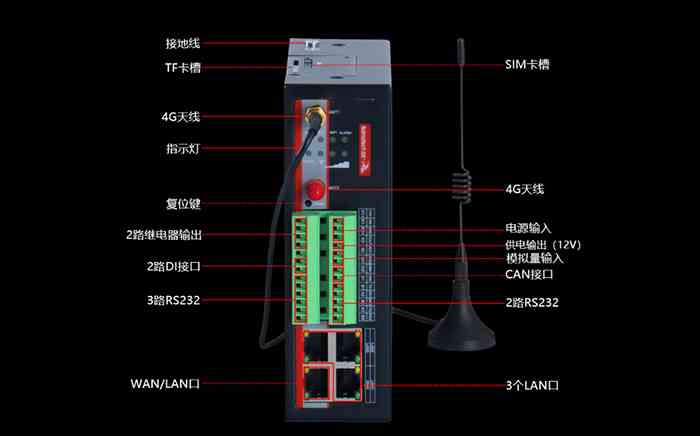 接地线
TF卡槽
SIM卡槽
4G天线
指示灯
4G天线
复位键
2路继电器输出
电源输入
供电输出（12V）
模拟量输入
2路DI接口
CAN接口
3路RS232
2路RS232
WAN/LAN口
3个LAN口